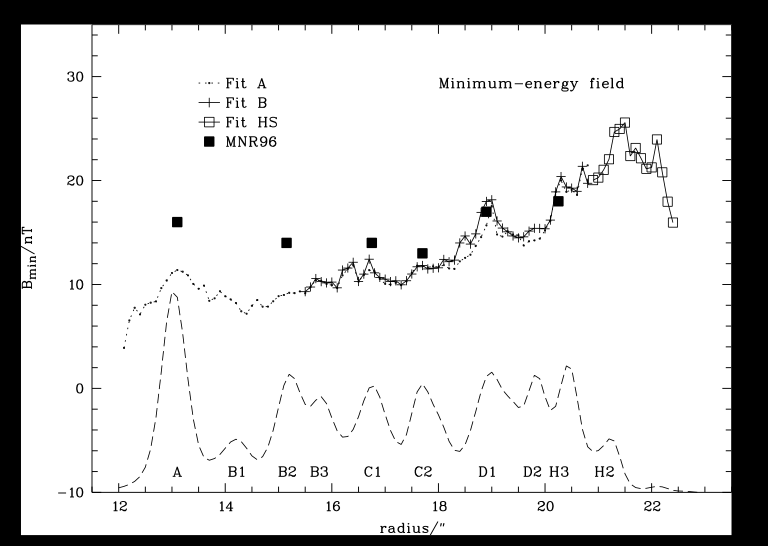 30
Fit A
Minimum-energy field
Fit B
Fit HS
MNR96
20
B_min/nT
10
0
A B1 B2 B3 C1 C2 D1 D2 H3 H2
-10
12 14 16 18 20 22
radius/"